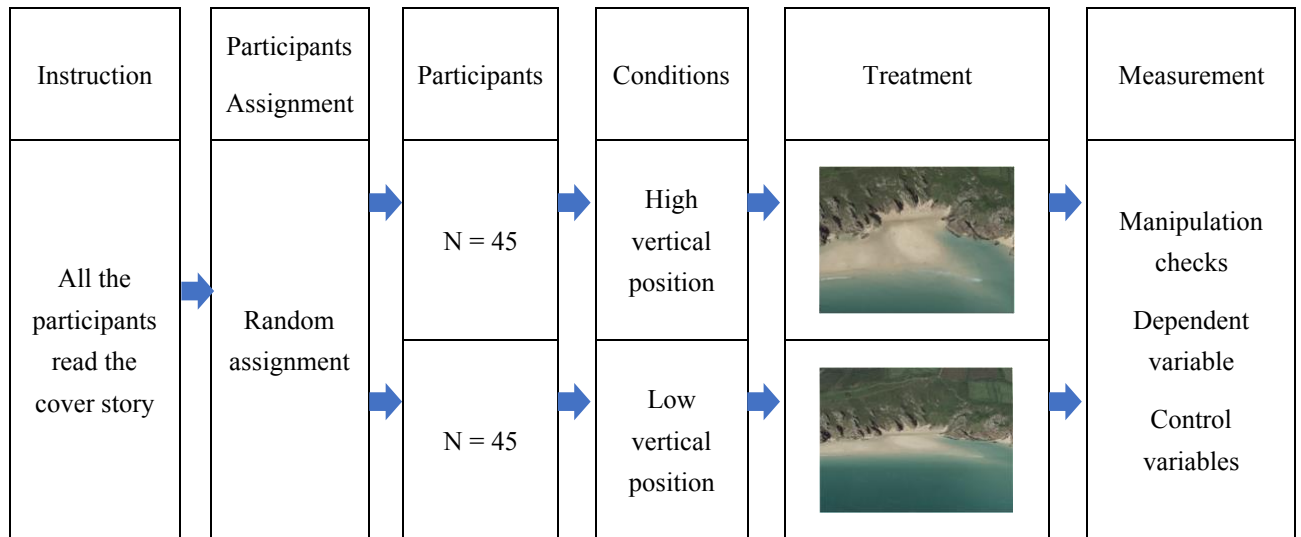 Instruction
Participants
Assignment
Participants
Conditions
Treatment
Measurement
All the
participants
read the
cover story
Random
assignment
N = 45
N = 45
High
vertical
position
Low
vertical
position
Manipulation
checks
Dependent
variable
Control
variables